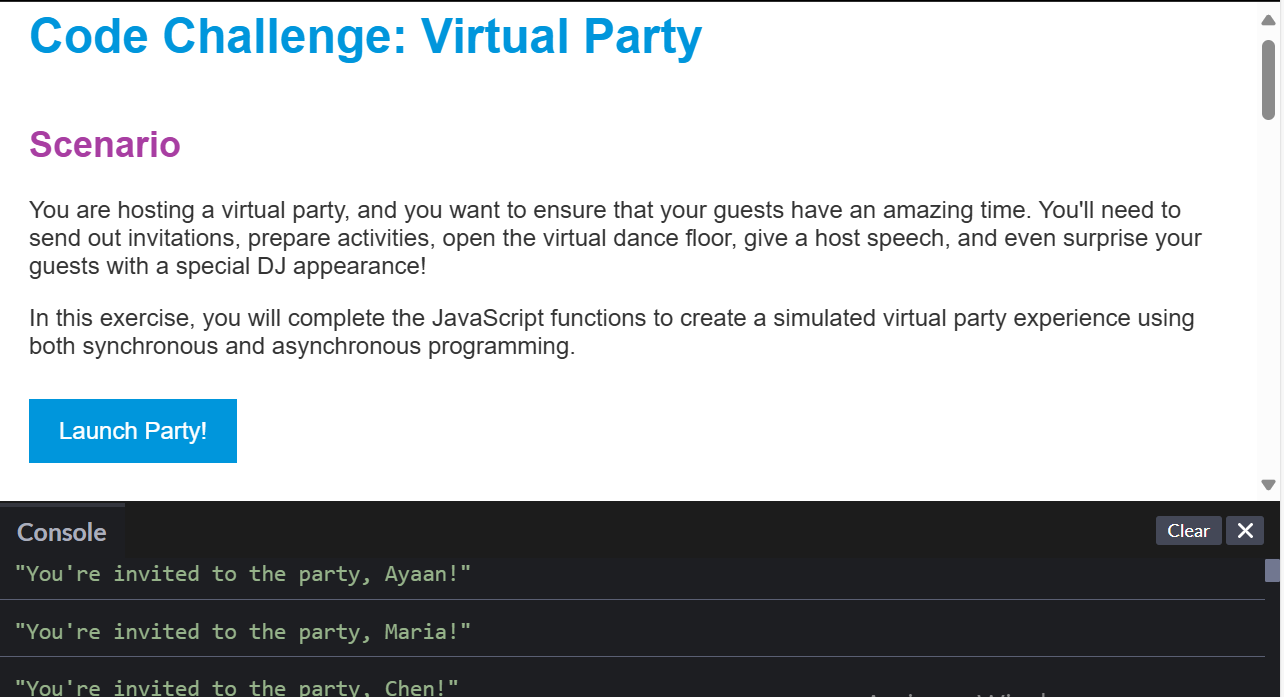 Code Challenge: Virtual Party
Scenario
You are hosting a virtual party, and you want to ensure that your guests have an amazing time. You'll need to
send out invitations, prepare activities, open the virtual dance floor, give a host speech, and even surprise your
guests with a special DJ appearance!
In this exercise, you will complete the JavaScript functions to create a simulated virtual party experience using
both synchronous and asynchronous programming.
Launch Party!
Console
Clear
"You're invited to the party, Ayaan!"
"You're invited to the party, Maria!"
"You're invited to the party, Chen!"